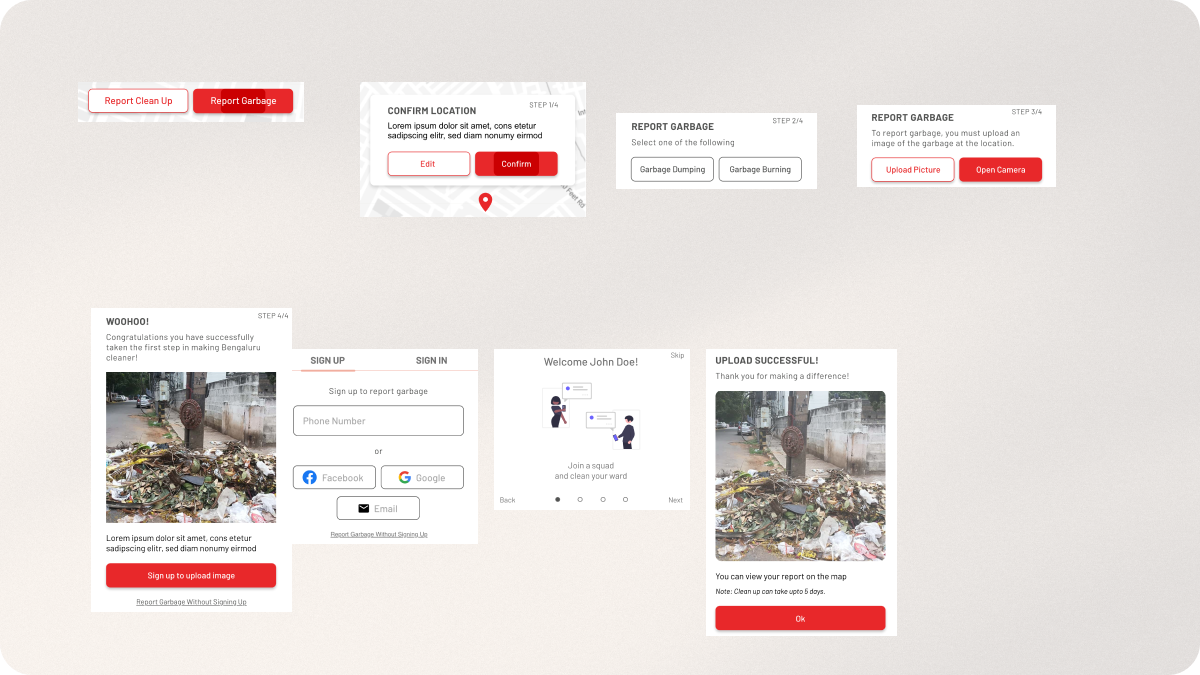 Report Clean Up
Report Garbage
STEP 1/4
CONFIRM LOCATION
Lorem ipsum dolor sit amet, cons etetur
sadipscing elitr, sed diam nonumy eirmod
Edit
Confirm
Feet Rd
STEP 2/4
REPORT GARBAGE
Select one of the following
Garbage Dumping
Garbage Burning
STEP 3/4
REPORT GARBAGE
To report garbage, you must upload an
image of the garbage at the location.
Upload Picture
Open Camera
STEP 4/4
WOOHOO!
Congratulations you have successfully
taken the first step in making Bengaluru
cleaner!
Lorem ipsum dolor sit amet, cons etetur
sadipscing elitr, sed diam nonumy eirmod
Sign up to upload image
Report Garbage Without Signing Up
SIGN UP
SIGN IN
Sign up to report garbage
Phone Number
or
Facebook
Google
Email
Report Garbage Without Signing Up
Skip
Welcome John Doe!
Join a squad
and clean your ward
Back
Next
UPLOAD SUCCESSFUL!
Thank you for making a difference!
You can view your report on the map
Note: Clean up can take upto 5 days.
Ok